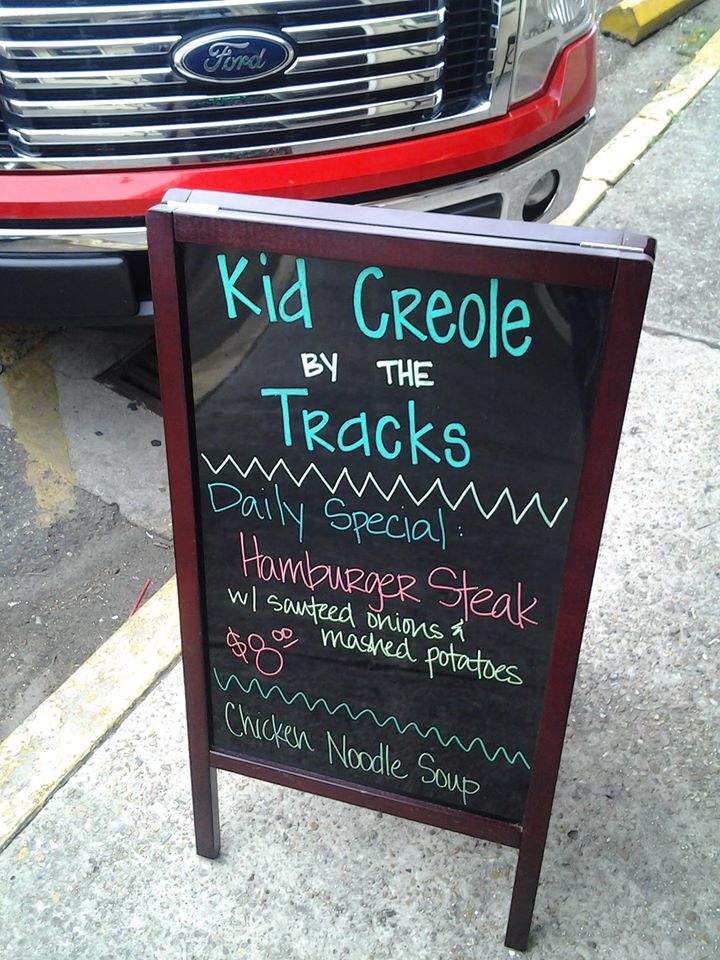 Ford
Kid Creole
BY THE
Tracks
Daily Special:
Hamburger Steak
w/ sauteed onions &
mashed potatoes
$8.00
Chicken Noodle Soup